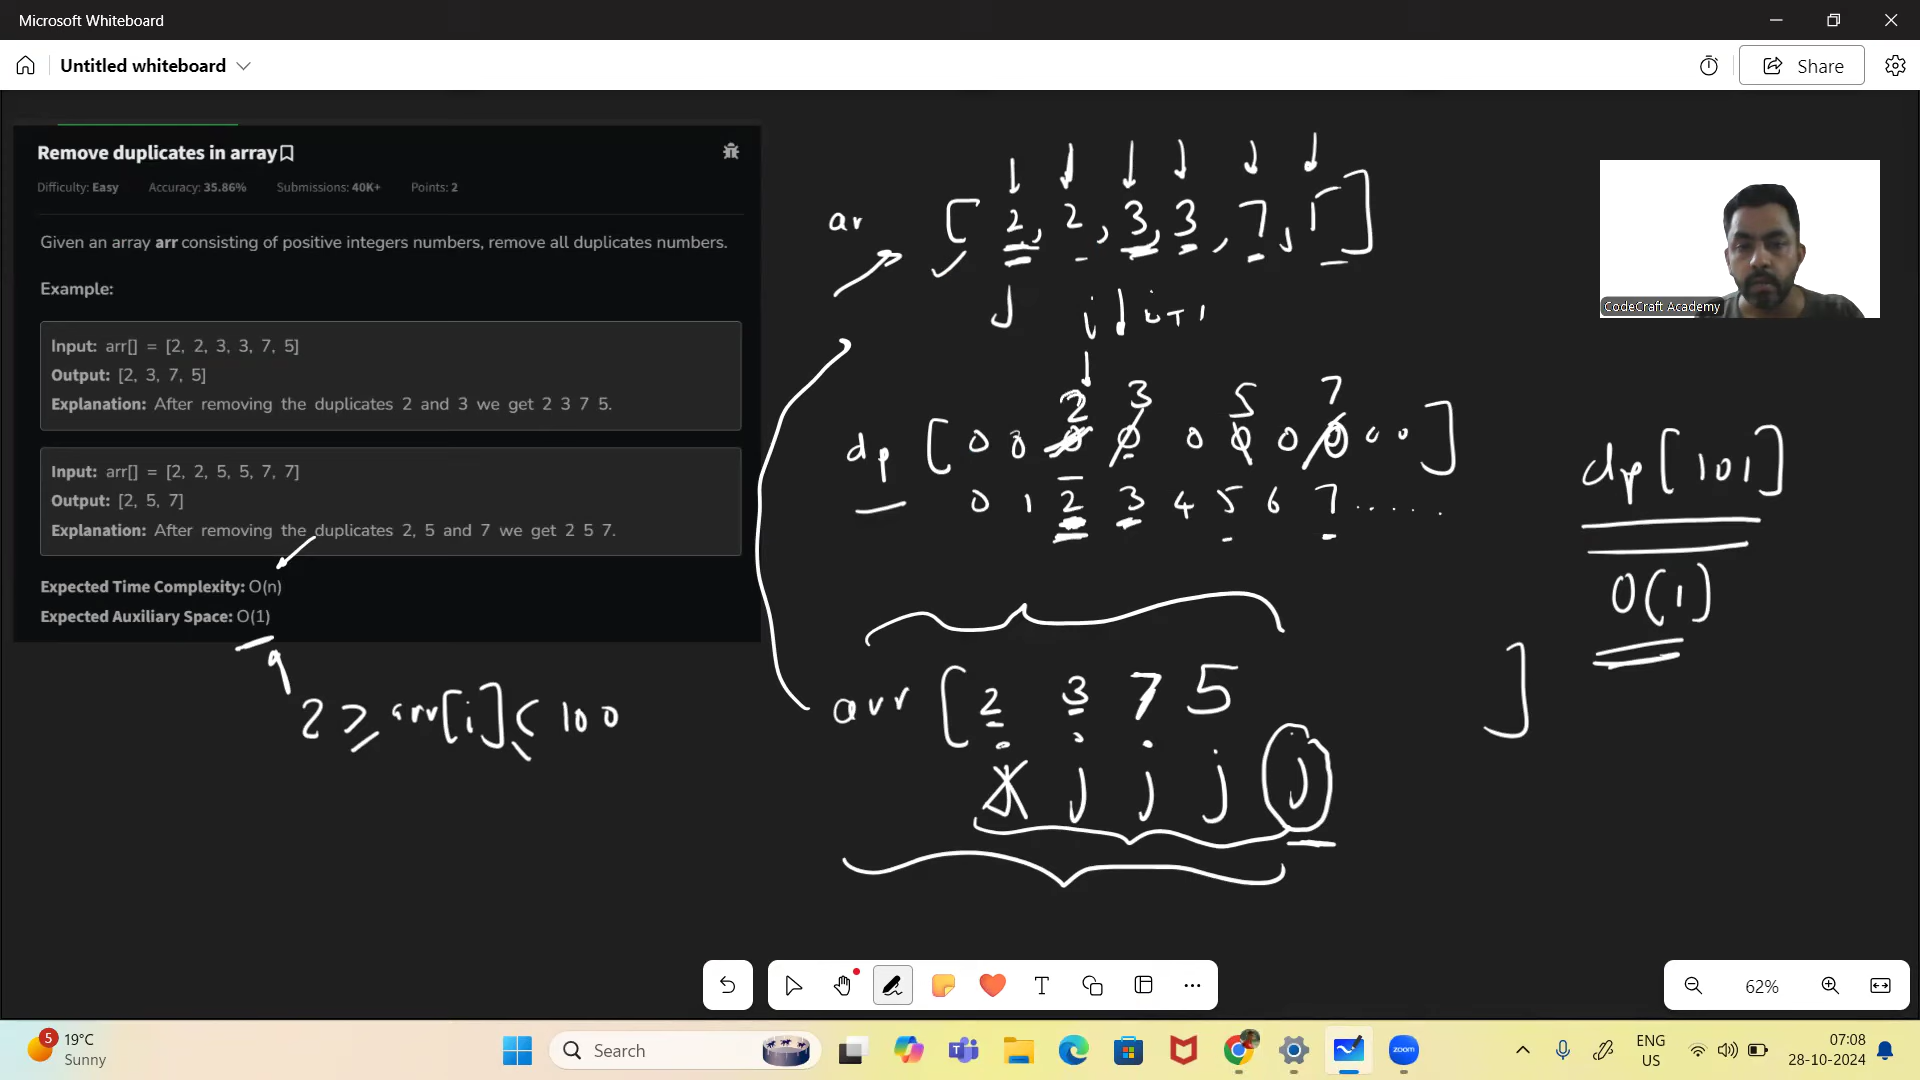 Microsoft Whiteboard
Untitled whiteboard
Share
Remove duplicates in array
Difficulty: Easy Accuracy: 35.86% Submissions: 40K+ Points: 2
Given an array arr consisting of positive integers numbers, remove all duplicates numbers.
Example:
Input: arr[] = [2, 2, 3, 3, 7, 5]
Output: [2, 3, 7, 5]
Explanation: After removing the duplicates 2 and 3 we get 2 3 7 5.
Input: arr[] = [2, 2, 5, 5, 7, 7]
Output: [2, 5, 7]
Explanation: After removing the duplicates 2, 5 and 7 we get 2 5 7.
Expected Time Complexity: O(n)
Expected Auxiliary Space: O(1)
2 ≥ arr[i] ≤ 100
ar [2, 2, 3, 3, 7, ]
j i i+1
2 3 5 7
dp [0 0 0 0 0 0 0 0 0 0]
0 1 2 3 4 5 6 7 .....
arr [2 3 7 5 ]
j j j j
dp[101]
O(1)
CodeCraft Academy
62%
5
19°C
Sunny
Search
zoom
ENG
US
07:08
28-10-2024